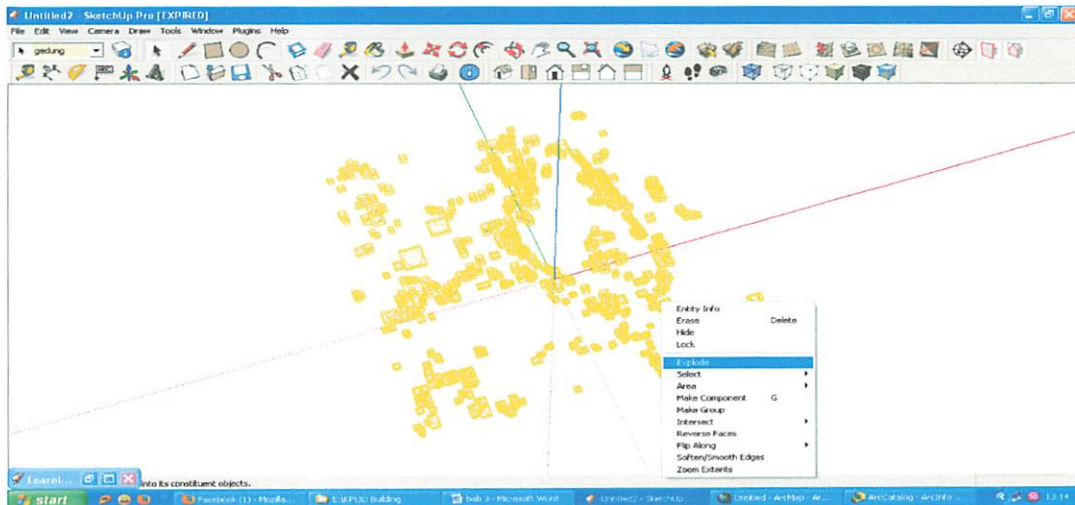 Untitled2 - SketchUp Pro [EXPIRED]
File Edit View Camera Draw Tools Window Plugins Help
gedung
Entity Info
Erase Delete
Hide
Lock
Explode
Select
Area
Make Component G
Make Group
Intersect
Reverse Faces
Flip Along
Soften/Smooth Edges
Zoom Extents
Learni...
into its constituent objects.
start
Facebook (1) - Mozilla...
Building
bab 3 - Microsoft Word
Untitled2 - SketchUp...
Untitled - ArcMap - Ar...
ArcCatalog - ArcInfo...
13:14